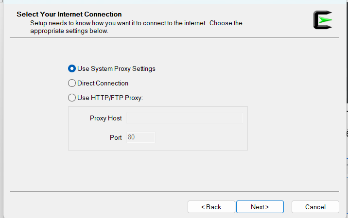 Select Your Internet Connection
Setup needs to know how you want it to connect to the internet. Choose the
appropriate settings below.
Use System Proxy Settings
Direct Connection
Use HTTP/FTP Proxy:
Proxy Host
Port 80
< Back Next > Cancel